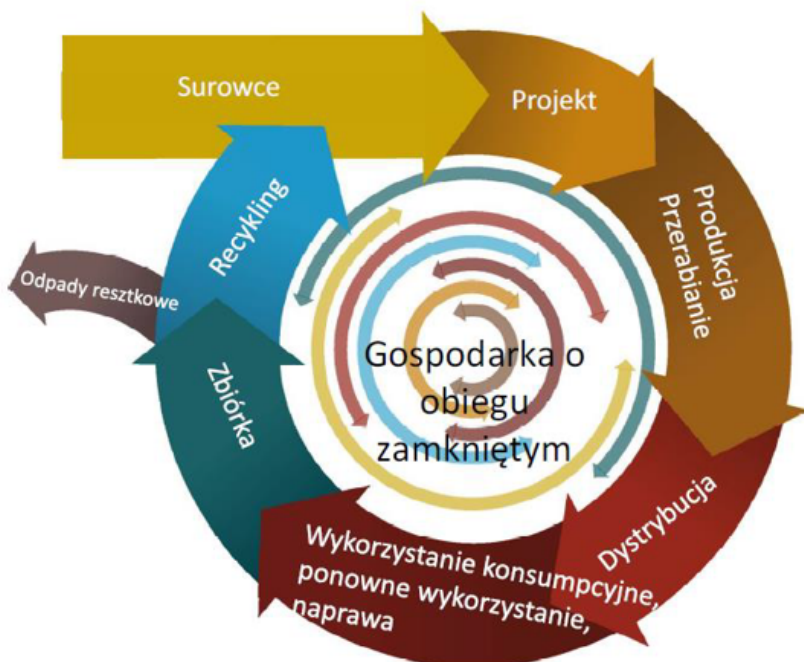 Surowce
Projekt
Produkcja
Przerabianie
Dystrybucja
Wykorzystanie konsumpcyjne,
ponowne wykorzystanie,
naprawa
Zbiórka
Recykling
Odpady resztkowe
Gospodarka o
obiegu
zamkniętym